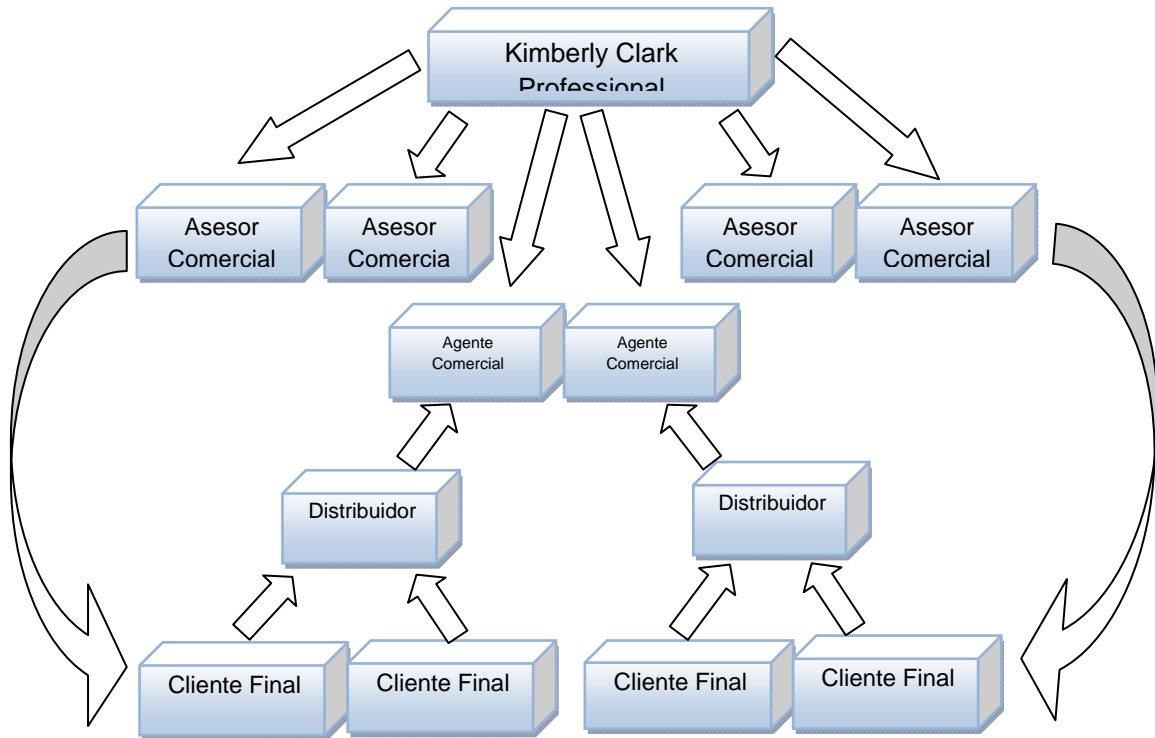 Kimberly Clark
Professional
Asesor
Comercial
Asesor
Comercia
Asesor
Comercial
Asesor
Comercial
Agente
Comercial
Agente
Comercial
Distribuidor
Distribuidor
Cliente Final
Cliente Final
Cliente Final
Cliente Final